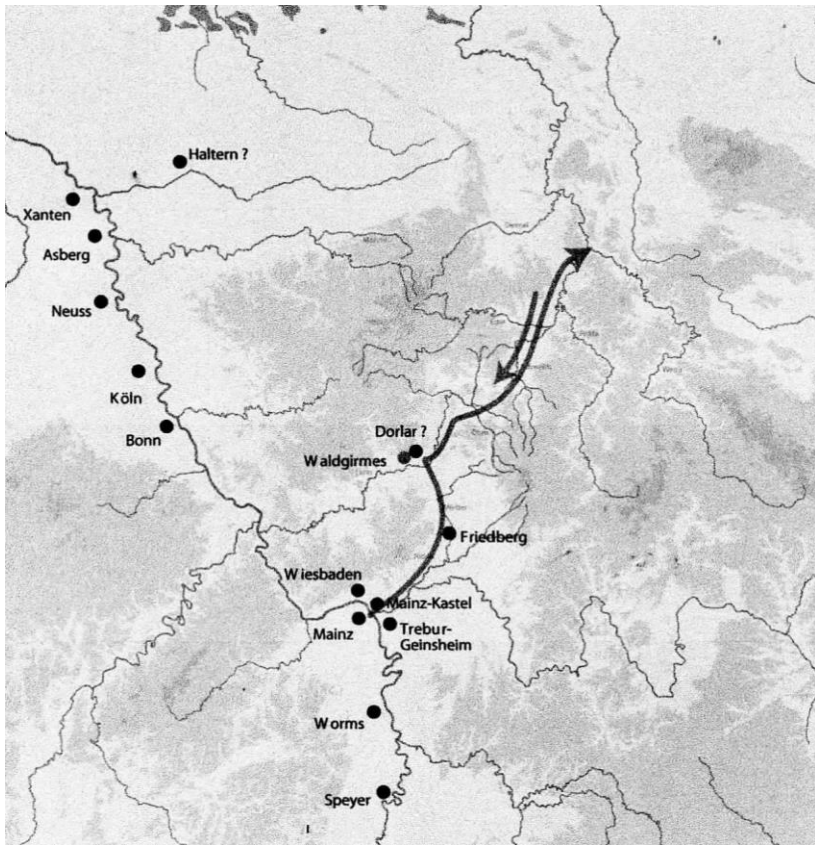 Haltern ?
Xanten
Asberg
Neuss
Köln
Bonn
Dorlar ?
Waldgirmes
Friedberg
Wiesbaden
Mainz-Kastel
Mainz
Trebur-
Geinsheim
Worms
Speyer